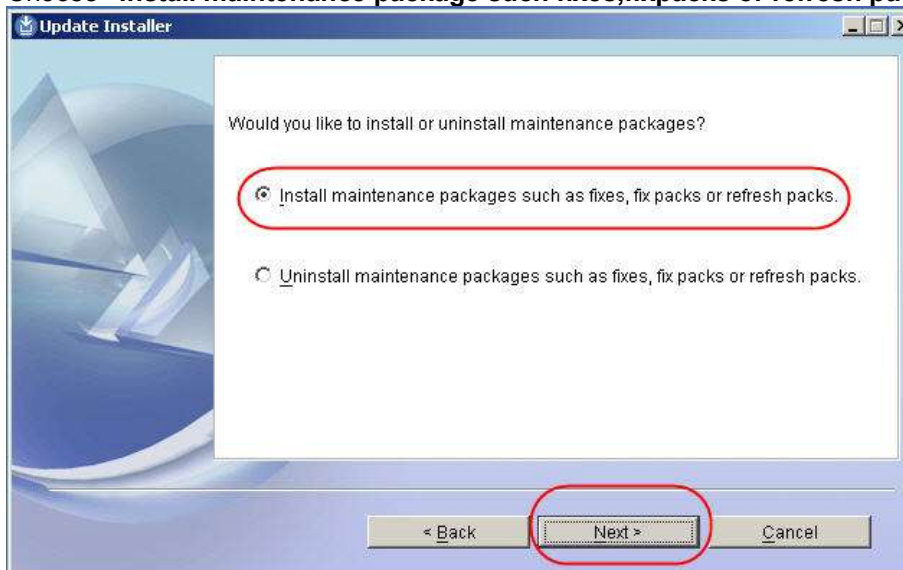 Update Installer
Would you like to install or uninstall maintenance packages?
Install maintenance packages such as fixes, fix packs or refresh packs.
Uninstall maintenance packages such as fixes, fix packs or refresh packs.
< Back Next > Cancel